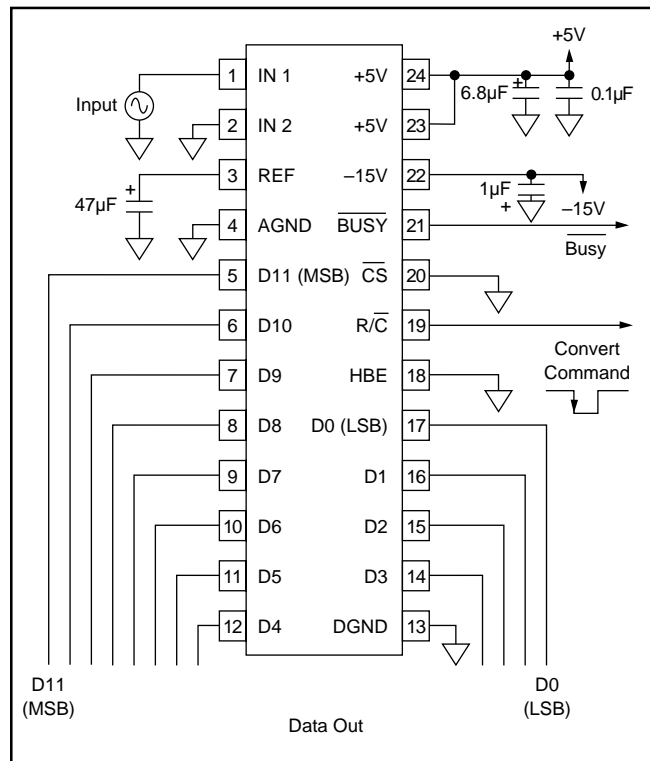 +5V
1 IN 1 +5V 24
6.8µF + 0.1µF
Input
2 IN 2 +5V 23
3 REF –15V 22
+
47µF
1µF
+
–15V
4 AGND BUSY 21
Busy
5 D11 (MSB) CS 20
6 D10 R/C 19
Convert
Command
7 D9 HBE 18
8 D8 D0 (LSB) 17
9 D7 D1 16
10 D6 D2 15
11 D5 D3 14
12 D4 DGND 13
D11
(MSB)
D0
(LSB)
Data Out